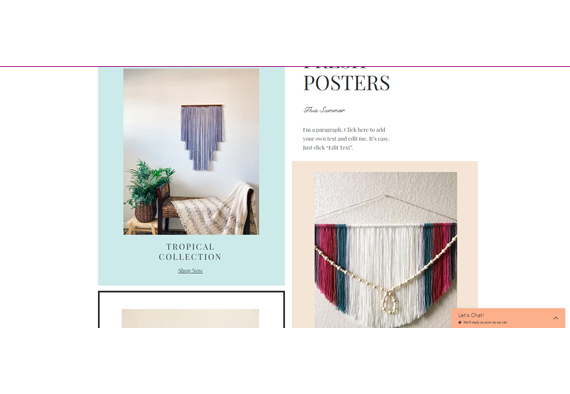 POSTERS
This Summer
I'm a paragraph. Click here to add
your own text and edit me. It's easy.
Just click "Edit Text".
TROPICAL
COLLECTION
Shop Now
Let's Chat!
We'll reply as soon as we can